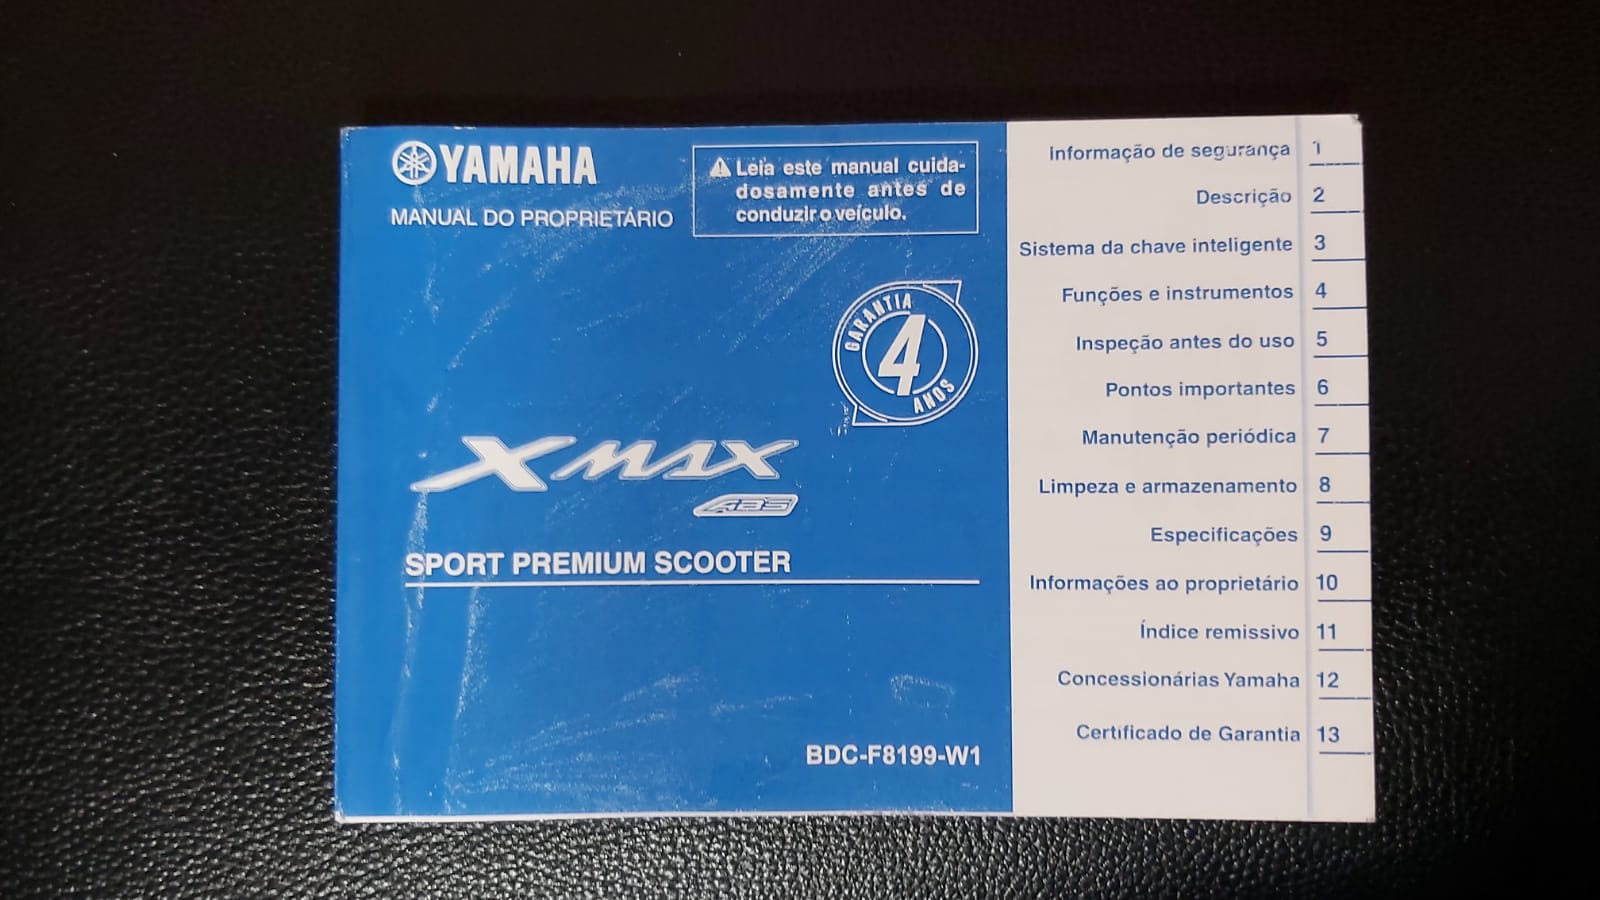 YAMAHA
MANUAL DO PROPRIETÁRIO
Leia este manual cuida-
dosamente antes de
conduzir o veículo.
GARANTIA
4
ANOS
XMAX
ABS
SPORT PREMIUM SCOOTER
BDC-F8199-W1
Informação de segurança 1
Descrição 2
Sistema da chave inteligente 3
Funções e instrumentos 4
Inspeção antes do uso 5
Pontos importantes 6
Manutenção periódica 7
Limpeza e armazenamento 8
Especificações 9
Informações ao proprietário 10
Índice remissivo 11
Concessionárias Yamaha 12
Certificado de Garantia 13